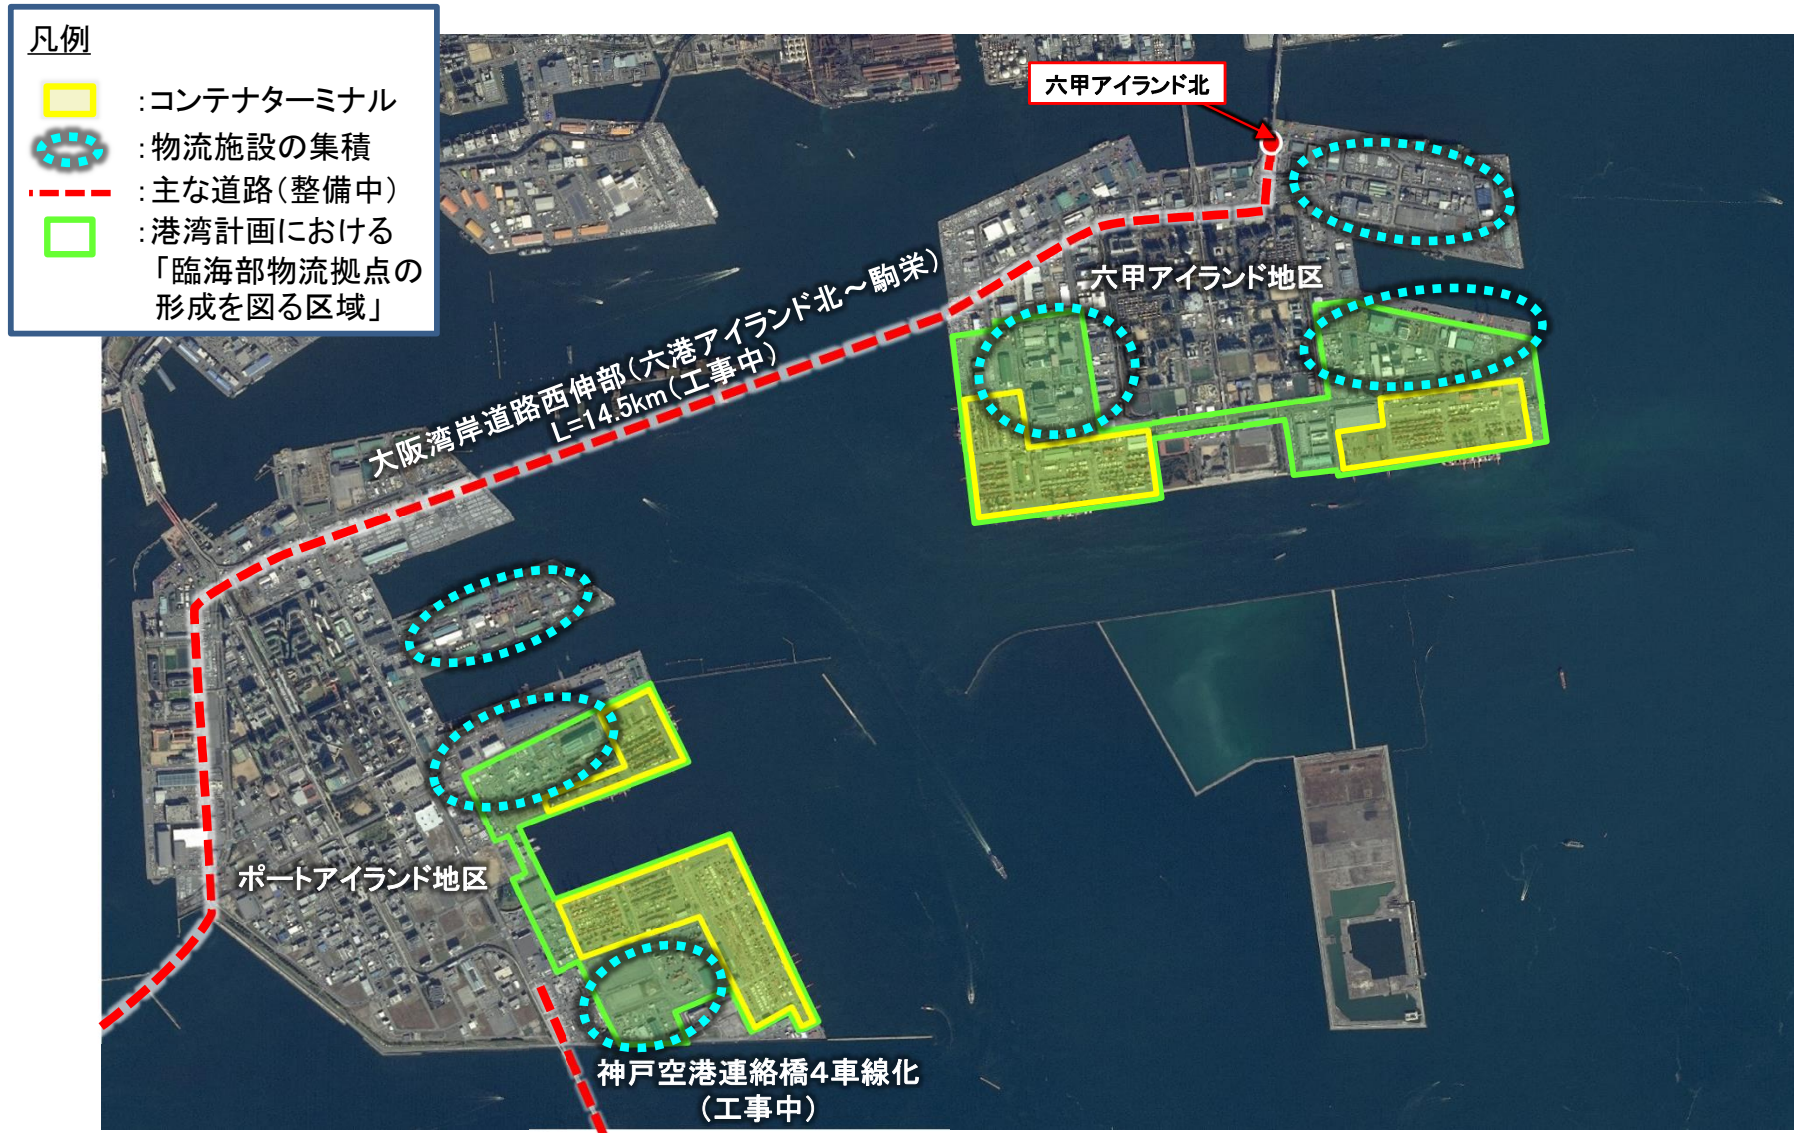 凡例
：コンテナターミナル
：物流施設の集積
：主な道路（整備中）
：港湾計画における
「臨海部物流拠点の
形成を図る区域」
六甲アイランド北
六甲アイランド地区
大阪湾岸道路西伸部（六港アイランド北～駒栄）
L=14.5km（工事中）
ポートアイランド地区
神戸空港連絡橋4車線化
（工事中）